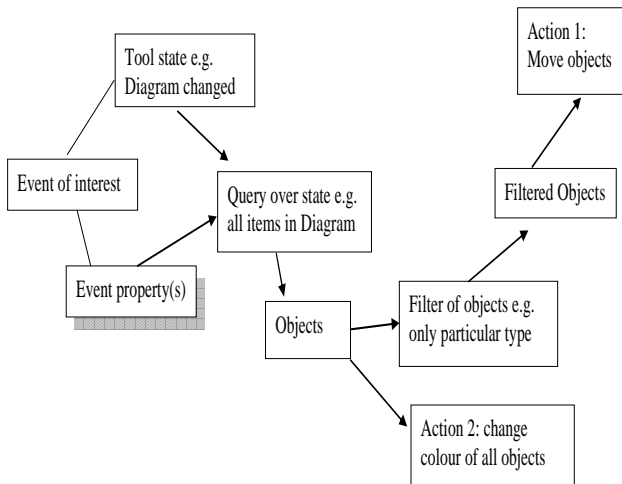 Tool state e.g.
Diagram changed
Action 1:
Move objects
Event of interest
Query over state e.g.
all items in Diagram
Filtered Objects
Event property(s)
Objects
Filter of objects e.g.
only particular type
Action 2: change
colour of all objects